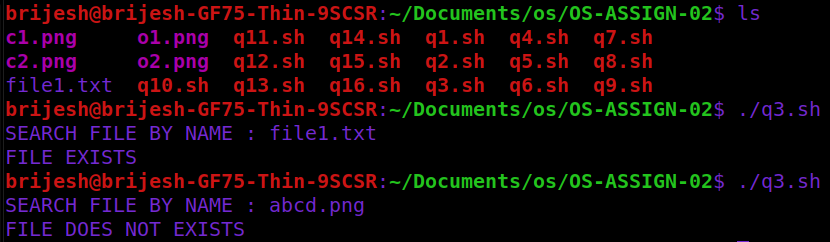 brijesh@brijesh-GF75-Thin-9SCSR:~/Documents/os/OS-ASSIGN-02$ ls
c1.png o1.png q11.sh q14.sh q1.sh q4.sh q7.sh
c2.png o2.png q12.sh q15.sh q2.sh q5.sh q8.sh
file1.txt q10.sh q13.sh q16.sh q3.sh q6.sh q9.sh
brijesh@brijesh-GF75-Thin-9SCSR:~/Documents/os/OS-ASSIGN-02$ ./q3.sh
SEARCH FILE BY NAME : file1.txt
FILE EXISTS
brijesh@brijesh-GF75-Thin-9SCSR:~/Documents/os/OS-ASSIGN-02$ ./q3.sh
SEARCH FILE BY NAME : abcd.png
FILE DOES NOT EXISTS